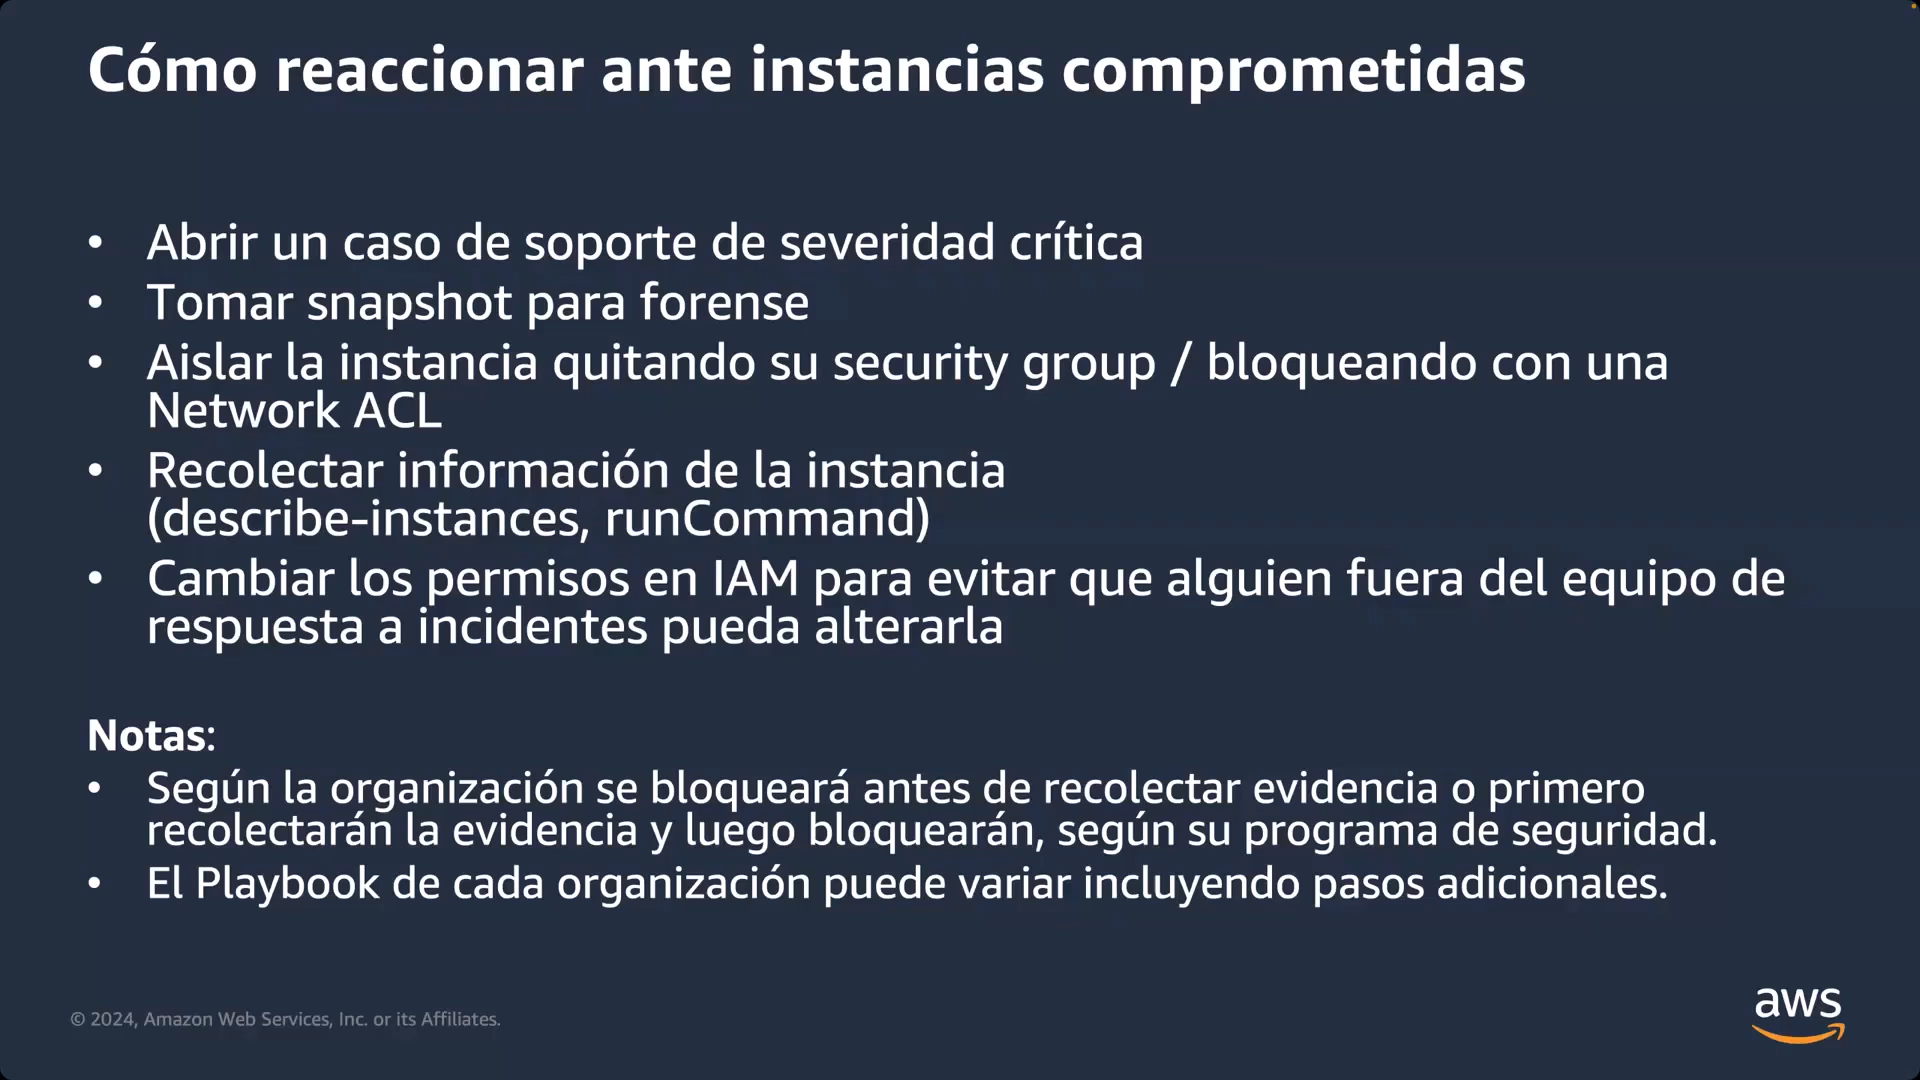 Cómo reaccionar ante instancias comprometidas
• Abrir un caso de soporte de severidad crítica
• Tomar snapshot para forense
• Aislar la instancia quitando su security group / bloqueando con una
Network ACL
• Recolectar información de la instancia
(describe-instances, runCommand)
• Cambiar los permisos en IAM para evitar que alguien fuera del equipo de
respuesta a incidentes pueda alterarla
Notas:
• Según la organización se bloqueará antes de recolectar evidencia o primero
recolectarán la evidencia y luego bloquearán, según su programa de seguridad.
• El Playbook de cada organización puede variar incluyendo pasos adicionales.
© 2024, Amazon Web Services, Inc. or its Affiliates.
aws